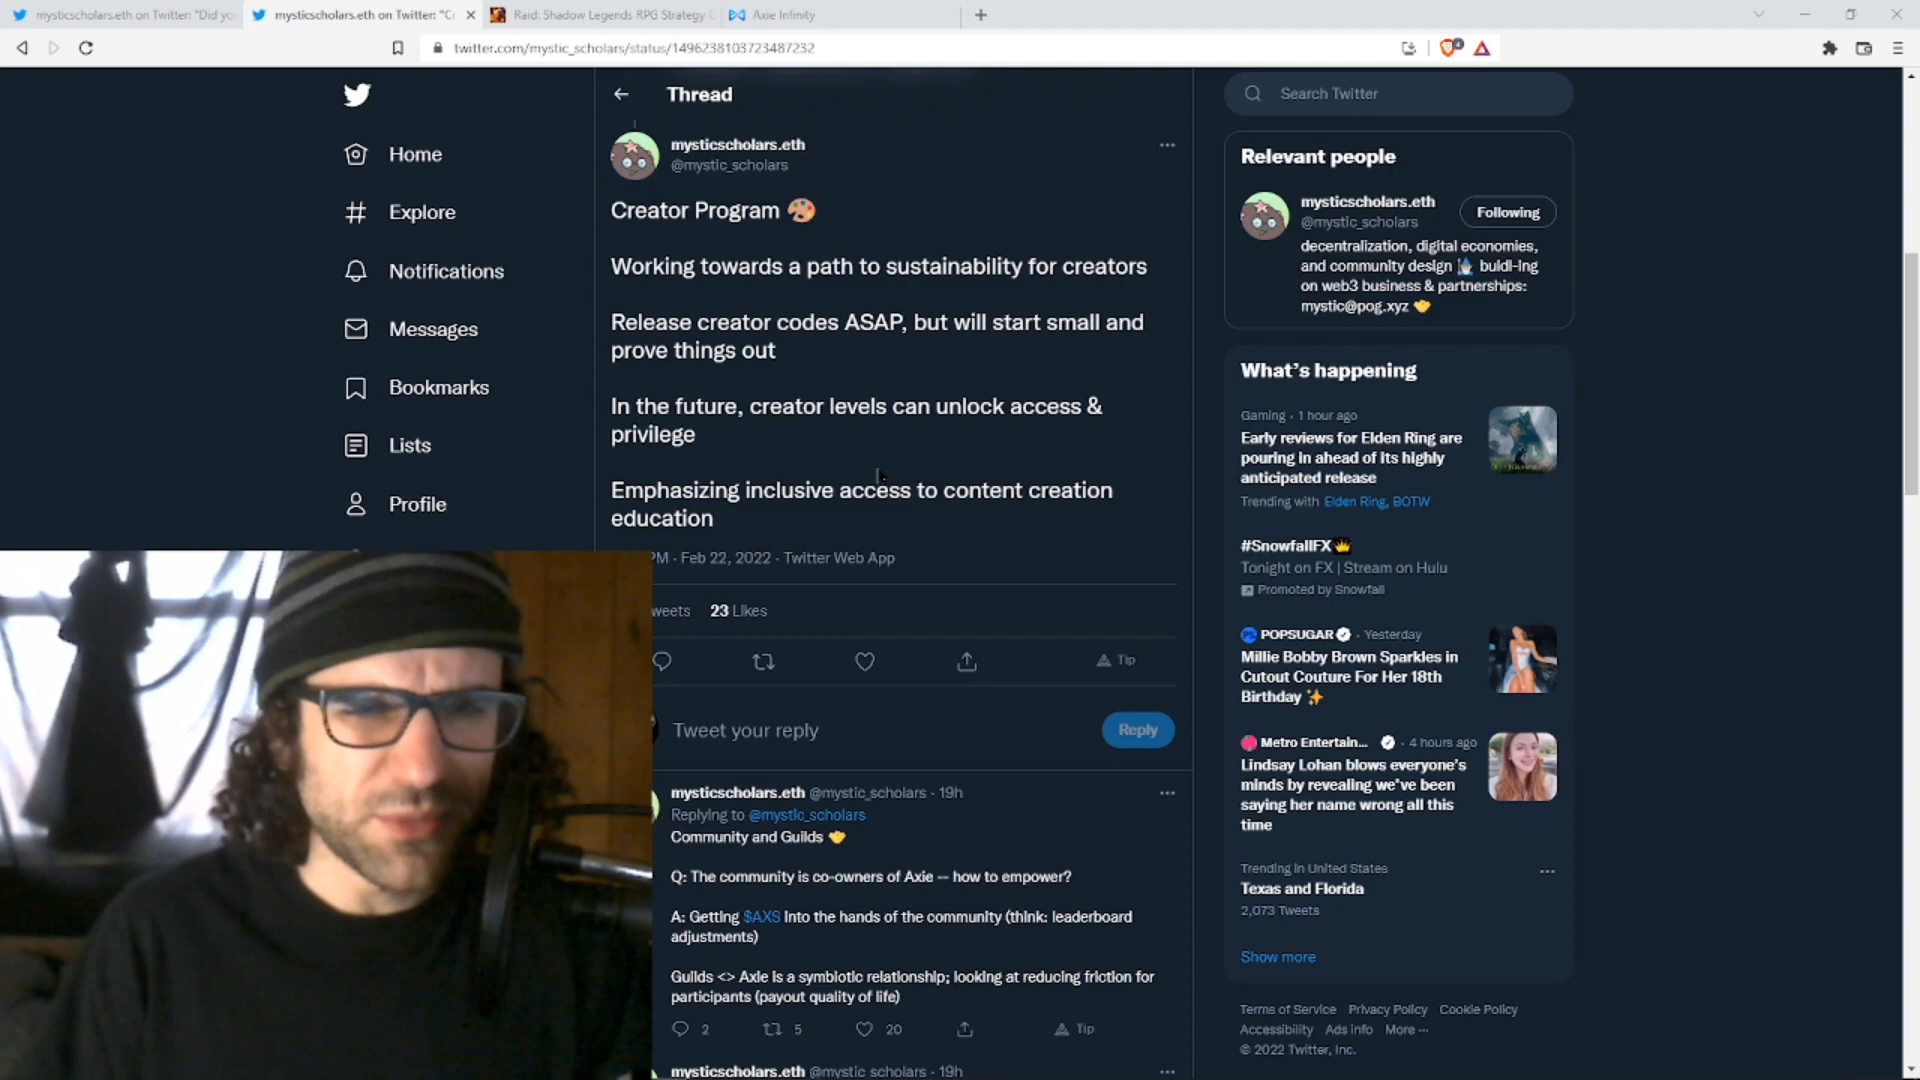 mysticscholars.eth on Twitter: "Did you
mysticscholars.eth on Twitter: "Cr
Raid: Shadow Legends RPG Strategy G
Axie Infinity
twitter.com/mystic_scholars/status/1496238103723487232
Home
Explore
Notifications
Messages
Bookmarks
Lists
Profile
Thread
mysticscholars.eth
@mystic_scholars
Creator Program 🎨
Working towards a path to sustainability for creators
Release creator codes ASAP, but will start small and
prove things out
In the future, creator levels can unlock access &
privilege
Emphasizing inclusive access to content creation
education
PM · Feb 22, 2022 · Twitter Web App
weets 23 Likes
Tip
Tweet your reply
Reply
mysticscholars.eth @mystic_scholars · 19h
Replying to @mystic_scholars
Community and Guilds 🤝
Q: The community is co-owners of Axie -- how to empower?
A: Getting $AXS into the hands of the community (think: leaderboard
adjustments)
Guilds <> Axie is a symbiotic relationship; looking at reducing friction for
participants (payout quality of life)
2 5 20 Tip
mysticscholars.eth @mystic_scholars · 19h
Search Twitter
Relevant people
mysticscholars.eth
@mystic_scholars
Following
decentralization, digital economies,
and community design buidl-ing
on web3 business & partnerships:
mystic@pog.xyz 🤝
What's happening
Gaming · 1 hour ago
Early reviews for Elden Ring are
pouring in ahead of its highly
anticipated release
Trending with Elden Ring, BOTW
#SnowfallFX
Tonight on FX | Stream on Hulu
Promoted by Snowfall
POPSUGAR · Yesterday
Millie Bobby Brown Sparkles in
Cutout Couture For Her 18th
Birthday ✨
Metro Entertain... · 4 hours ago
Lindsay Lohan blows everyone's
minds by revealing we've been
saying her name wrong all this
time
Trending in United States
Texas and Florida
2,073 Tweets
Show more
Terms of Service Privacy Policy Cookie Policy
Accessibility Ads info More ···
© 2022 Twitter, Inc.